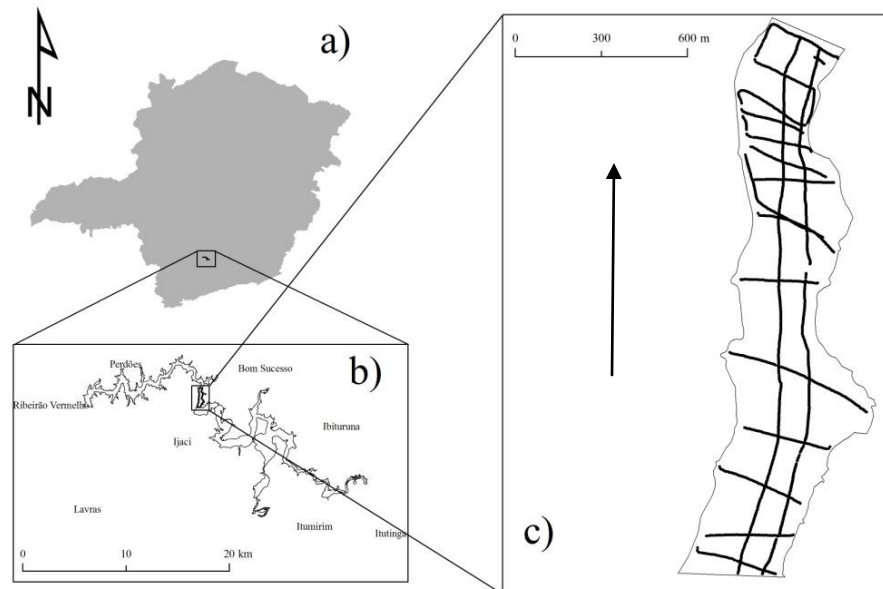 N
a)
0 300 600 m
b)
Perdões
Bom Sucesso
Ribeirão Vermelho
Ibituruna
Ijaci
Lavras
Itumirim
Itutinga
0 10 20 km
c)